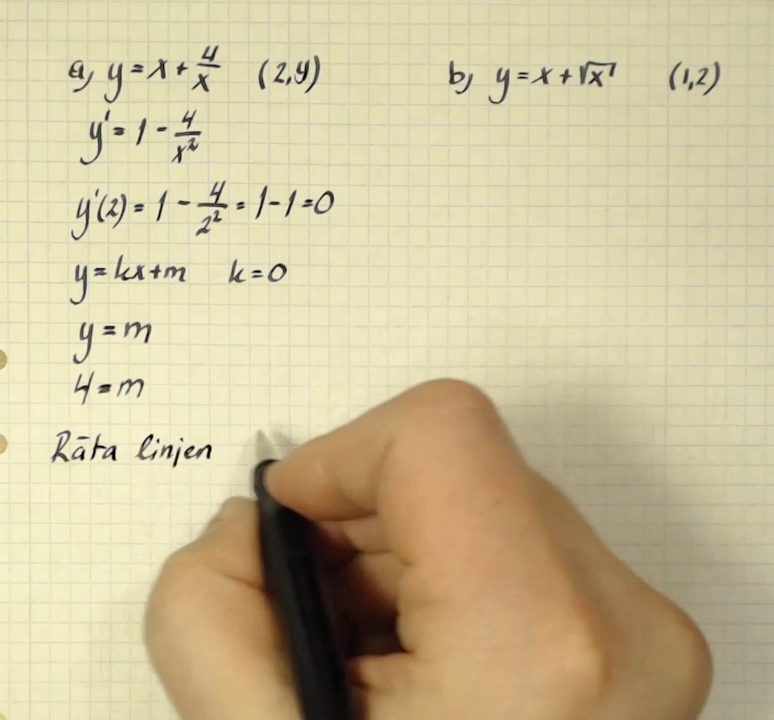 a) y = x + 4/x (2,4)
y' = 1 - 4/x²
y'(2) = 1 - 4/2² = 1 - 1 = 0
y = kx + m k = 0
y = m
4 = m
Räta linjen
b) y = x + √x (1,2)